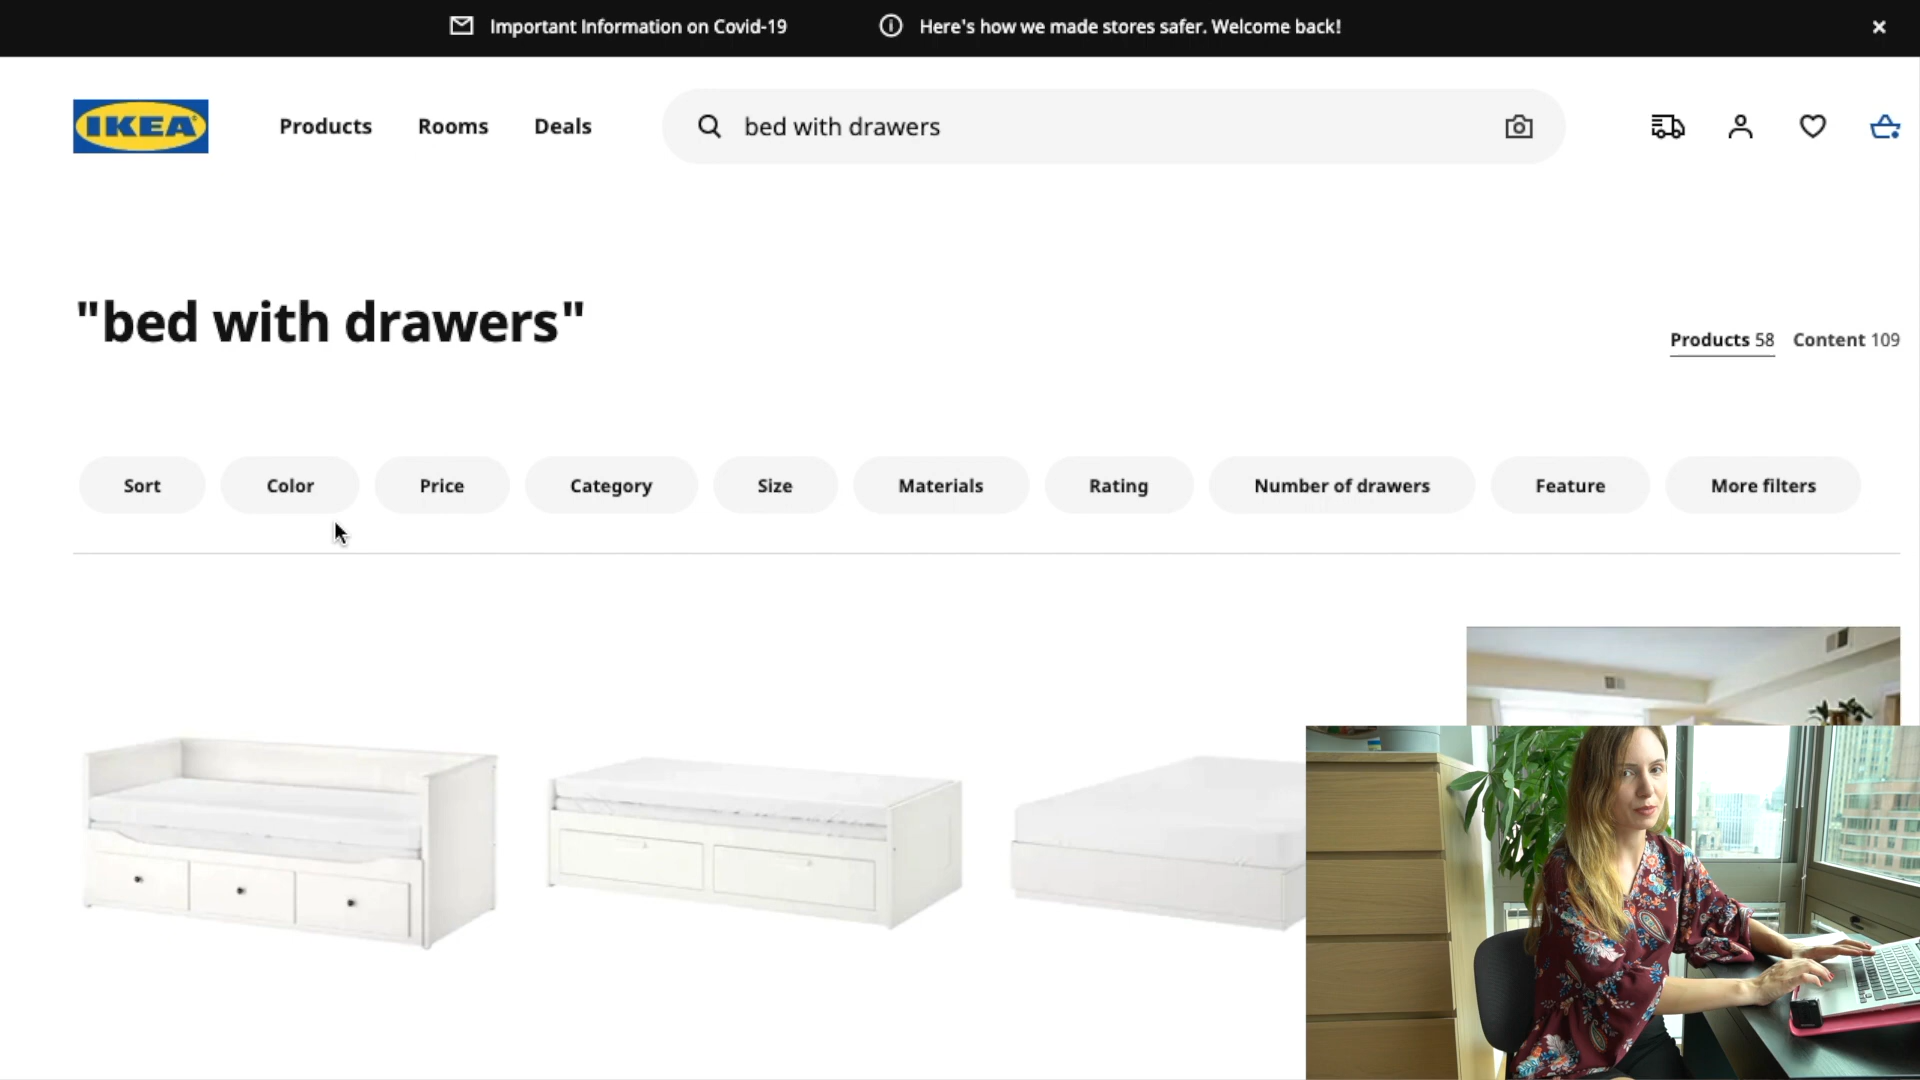 Important Information on Covid-19
Here's how we made stores safer. Welcome back!
IKEA
Products
Rooms
Deals
bed with drawers
"bed with drawers"
Products 58
Content 109
Sort
Color
Price
Category
Size
Materials
Rating
Number of drawers
Feature
More filters